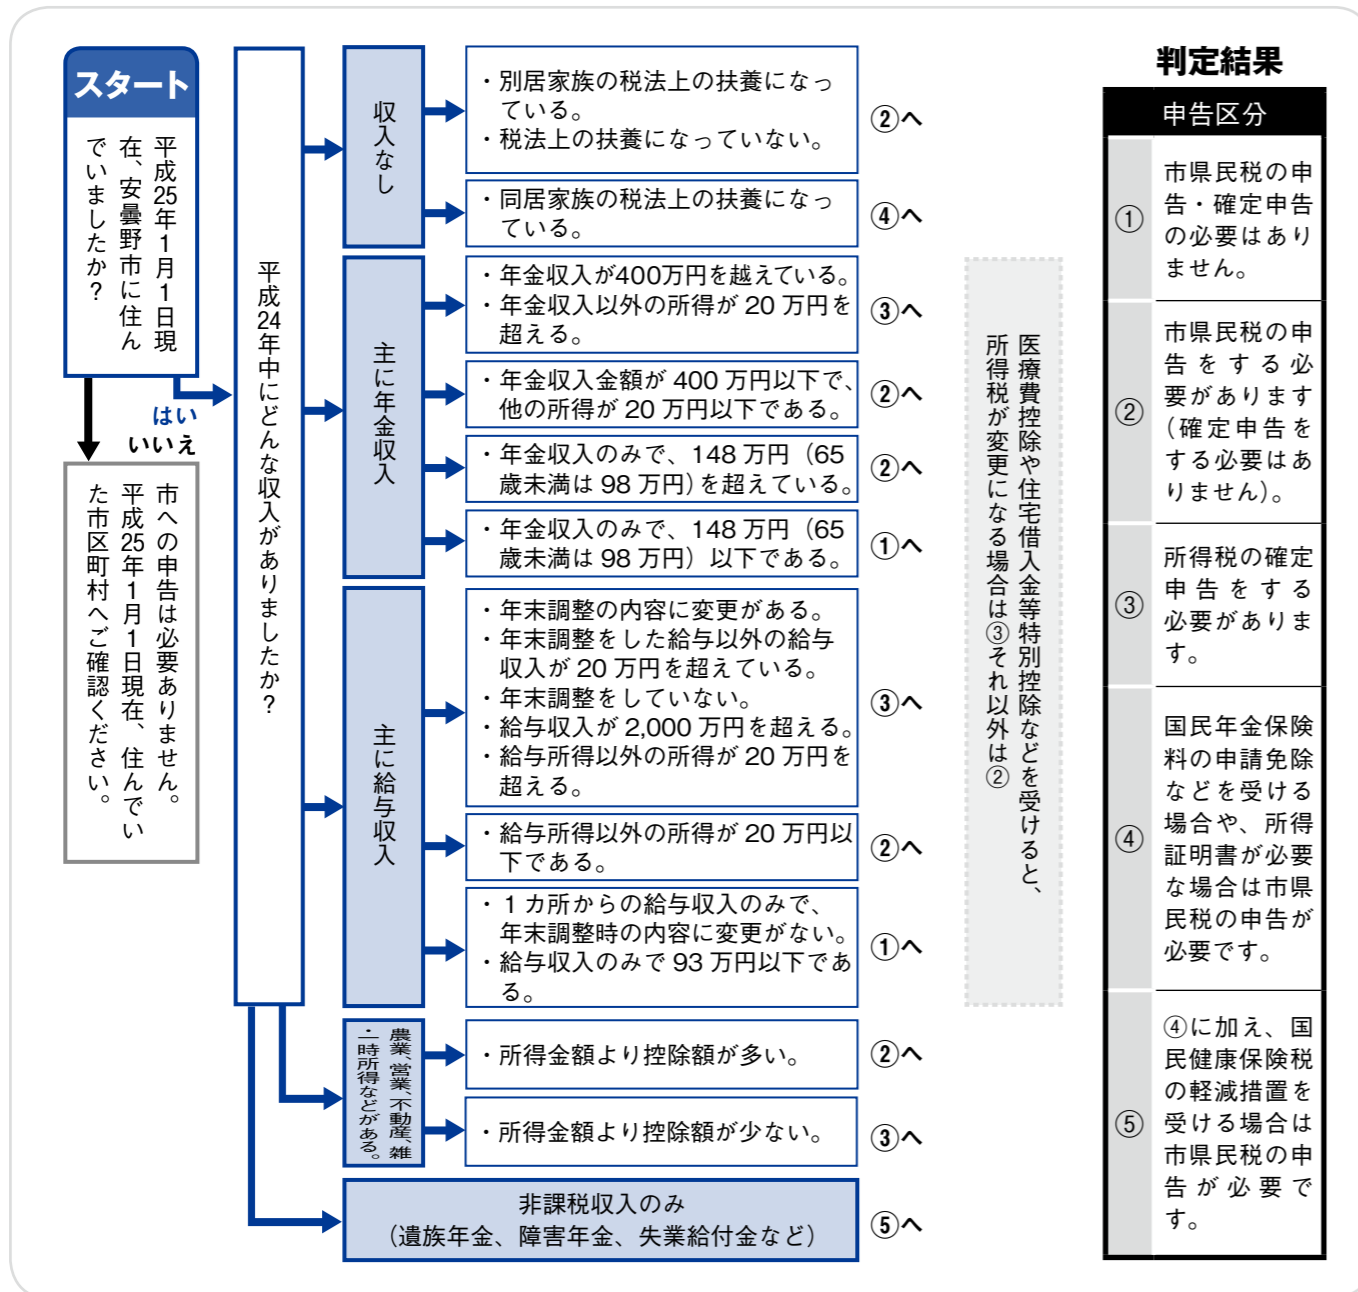 スタート
平成25年1月1日現
在、安曇野市に住ん
でいましたか？
はい
いいえ
市への申告は必要ありません。
平成25年1月1日現在、住んでい
た市区町村へご確認ください。
平成24年中にどんな収入がありましたか？
収入なし
・別居家族の税法上の扶養になっ
ている。
・税法上の扶養になっていない。
②へ
・同居家族の税法上の扶養になっ
ている。
④へ
主に年金収入
・年金収入が400万円を越えている。
・年金収入以外の所得が 20 万円を
超える。
③へ
・年金収入金額が 400 万円以下で、
他の所得が 20 万円以下である。
②へ
・年金収入のみで、148 万円（65
歳未満は 98 万円）を超えている。
②へ
・年金収入のみで、148 万円（65
歳未満は 98 万円）以下である。
①へ
主に給与収入
・年末調整の内容に変更がある。
・年末調整をした給与以外の給与
収入が 20 万円を超えている。
・年末調整をしていない。
・給与収入が 2,000 万円を超える。
・給与所得以外の所得が 20 万円を
超える。
③へ
・給与所得以外の所得が 20 万円以
下である。
②へ
・１カ所からの給与収入のみで、
年末調整時の内容に変更がない。
・給与収入のみで 93 万円以下であ
る。
①へ
農業、営業、不動産、雑
・一時所得などがある。
・所得金額より控除額が多い。
②へ
・所得金額より控除額が少ない。
③へ
非課税収入のみ
（遺族年金、障害年金、失業給付金など）
⑤へ
医療費控除や住宅借入金等特別控除などを受けると、
所得税が変更になる場合は③それ以外は②
判定結果
申告区分
①
市県民税の申
告・確定申告
の必要はあり
ません。
②
市県民税の申
告をする必
要があります
（確定申告を
する必要はあ
りません）。
③
所得税の確定
申告をする
必要がありま
す。
④
国民年金保険
料の申請免除
などを受ける
場合や、所得
証明書が必要
な場合は市県
民税の申告が
必要です。
⑤
④に加え、国
民健康保険税
の軽減措置を
受ける場合は
市県民税の申
告が必要で
す。